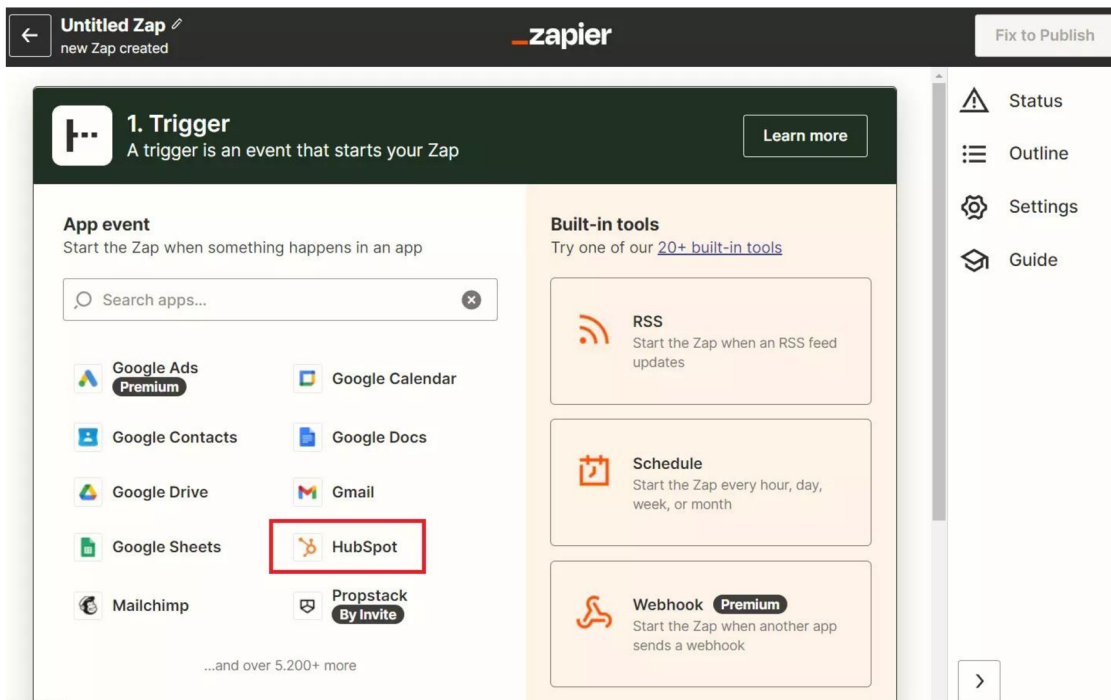 Untitled Zap
new Zap created
_zapier
Fix to Publish
1. Trigger
A trigger is an event that starts your Zap
Learn more
Status
Outline
Settings
Guide
App event
Start the Zap when something happens in an app
Search apps...
Google Ads
Premium
Google Calendar
Google Contacts
Google Docs
Google Drive
Gmail
Google Sheets
HubSpot
Mailchimp
Propstack
By Invite
...and over 5.200+ more
Built-in tools
Try one of our 20+ built-in tools
RSS
Start the Zap when an RSS feed
updates
Schedule
Start the Zap every hour, day,
week, or month
Webhook Premium
Start the Zap when another app
sends a webhook